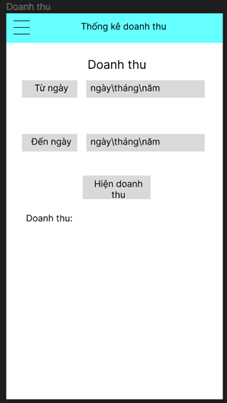 Doanh thu
Thống kê doanh thu
Doanh thu
Từ ngày ngày\tháng\năm
Đến ngày ngày\tháng\năm
Hiện doanh
thu
Doanh thu: